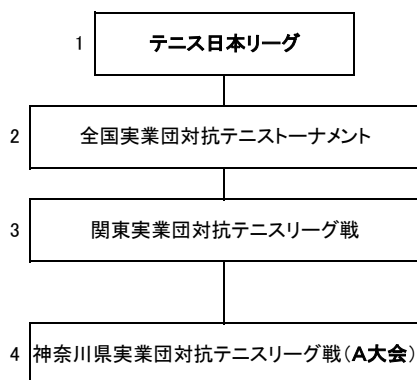 1 テニス日本リーグ
2 全国実業団対抗テニストーナメント
3 関東実業団対抗テニスリーグ戦
4 神奈川県実業団対抗テニスリーグ戦(A大会)